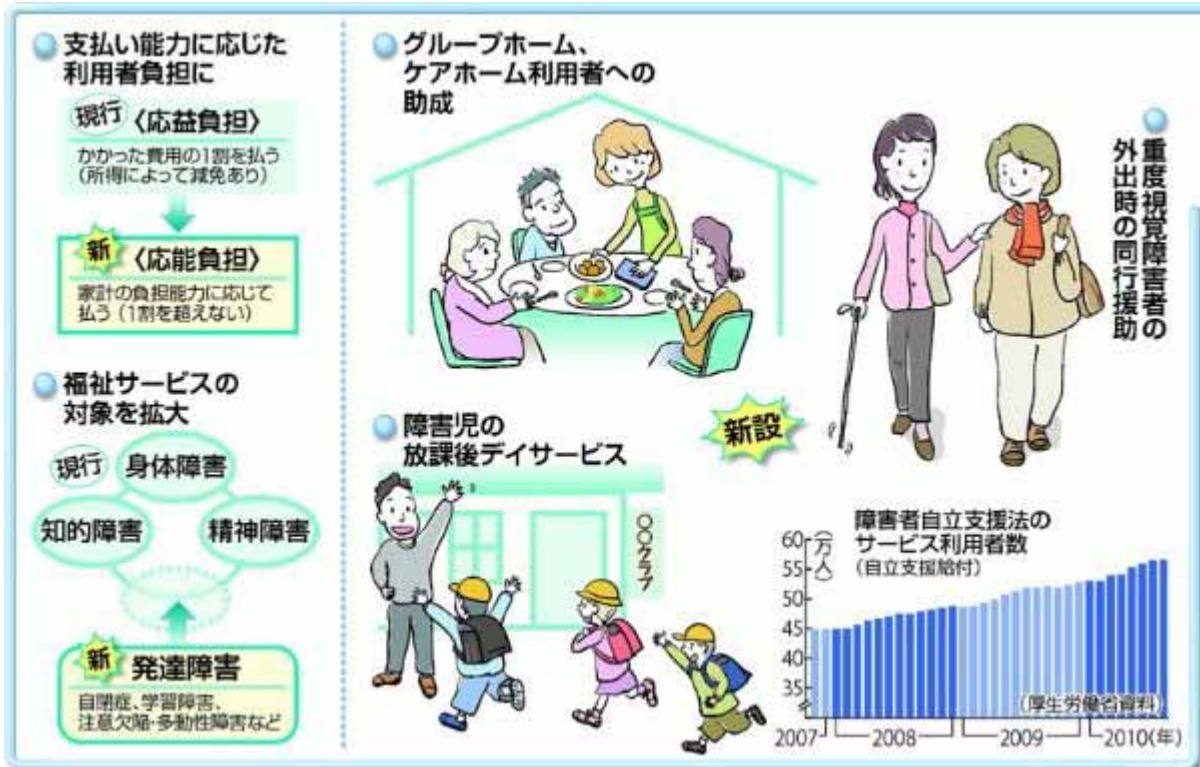 支払い能力に応じた
利用者負担に
現行〈応益負担〉
かかった費用の1割を払う
(所得によって減免あり)
新〈応能負担〉
家計の負担能力に応じて
払う(1割を超えない)
福祉サービスの
対象を拡大
現行
身体障害
知的障害
精神障害
新 発達障害
自閉症、学習障害、
注意欠陥・多動性障害など
グループホーム、
ケアホーム利用者への
助成
障害児の
放課後デイサービス
〇〇クラブ
新設
重度視覚障害者の
外出時の同行援助
障害者自立支援法の
サービス利用者数
(自立支援給付)
60(万人)
55
50
45
40
35
(厚生労働省資料)
2007 2008 2009 2010(年)